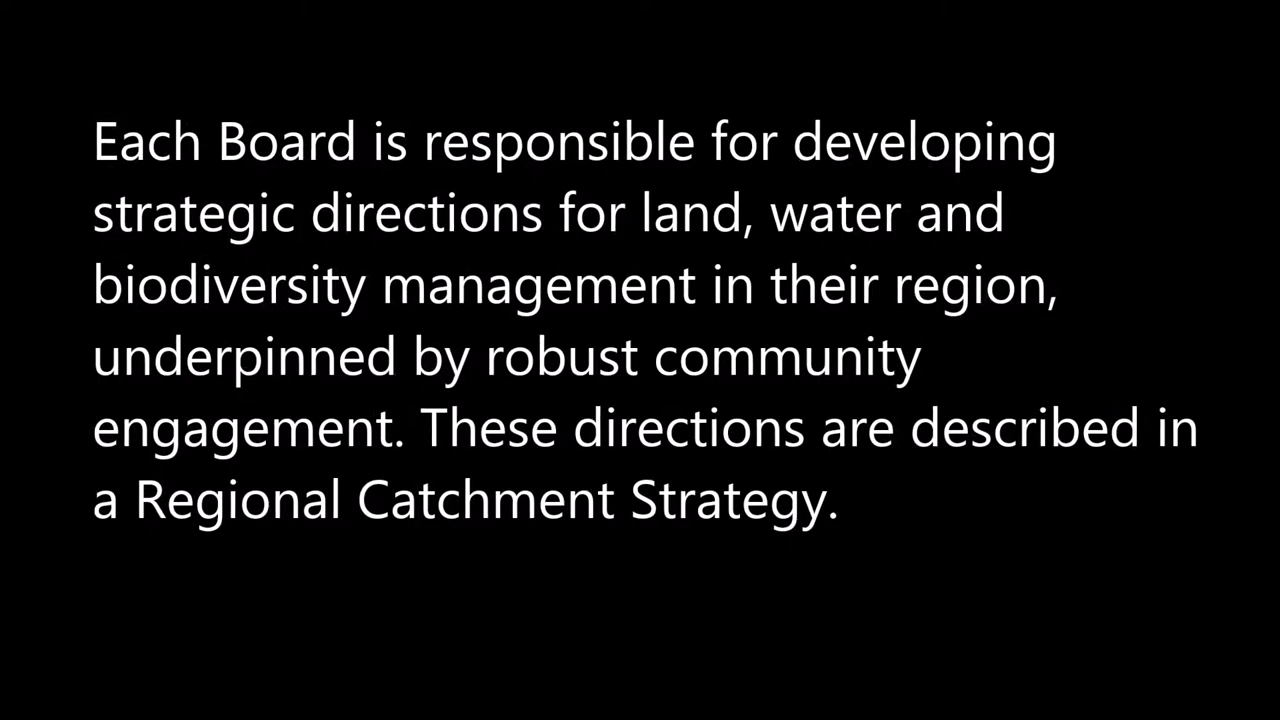 Each Board is responsible for developing
strategic directions for land, water and
biodiversity management in their region,
underpinned by robust community
engagement. These directions are described in
a Regional Catchment Strategy.